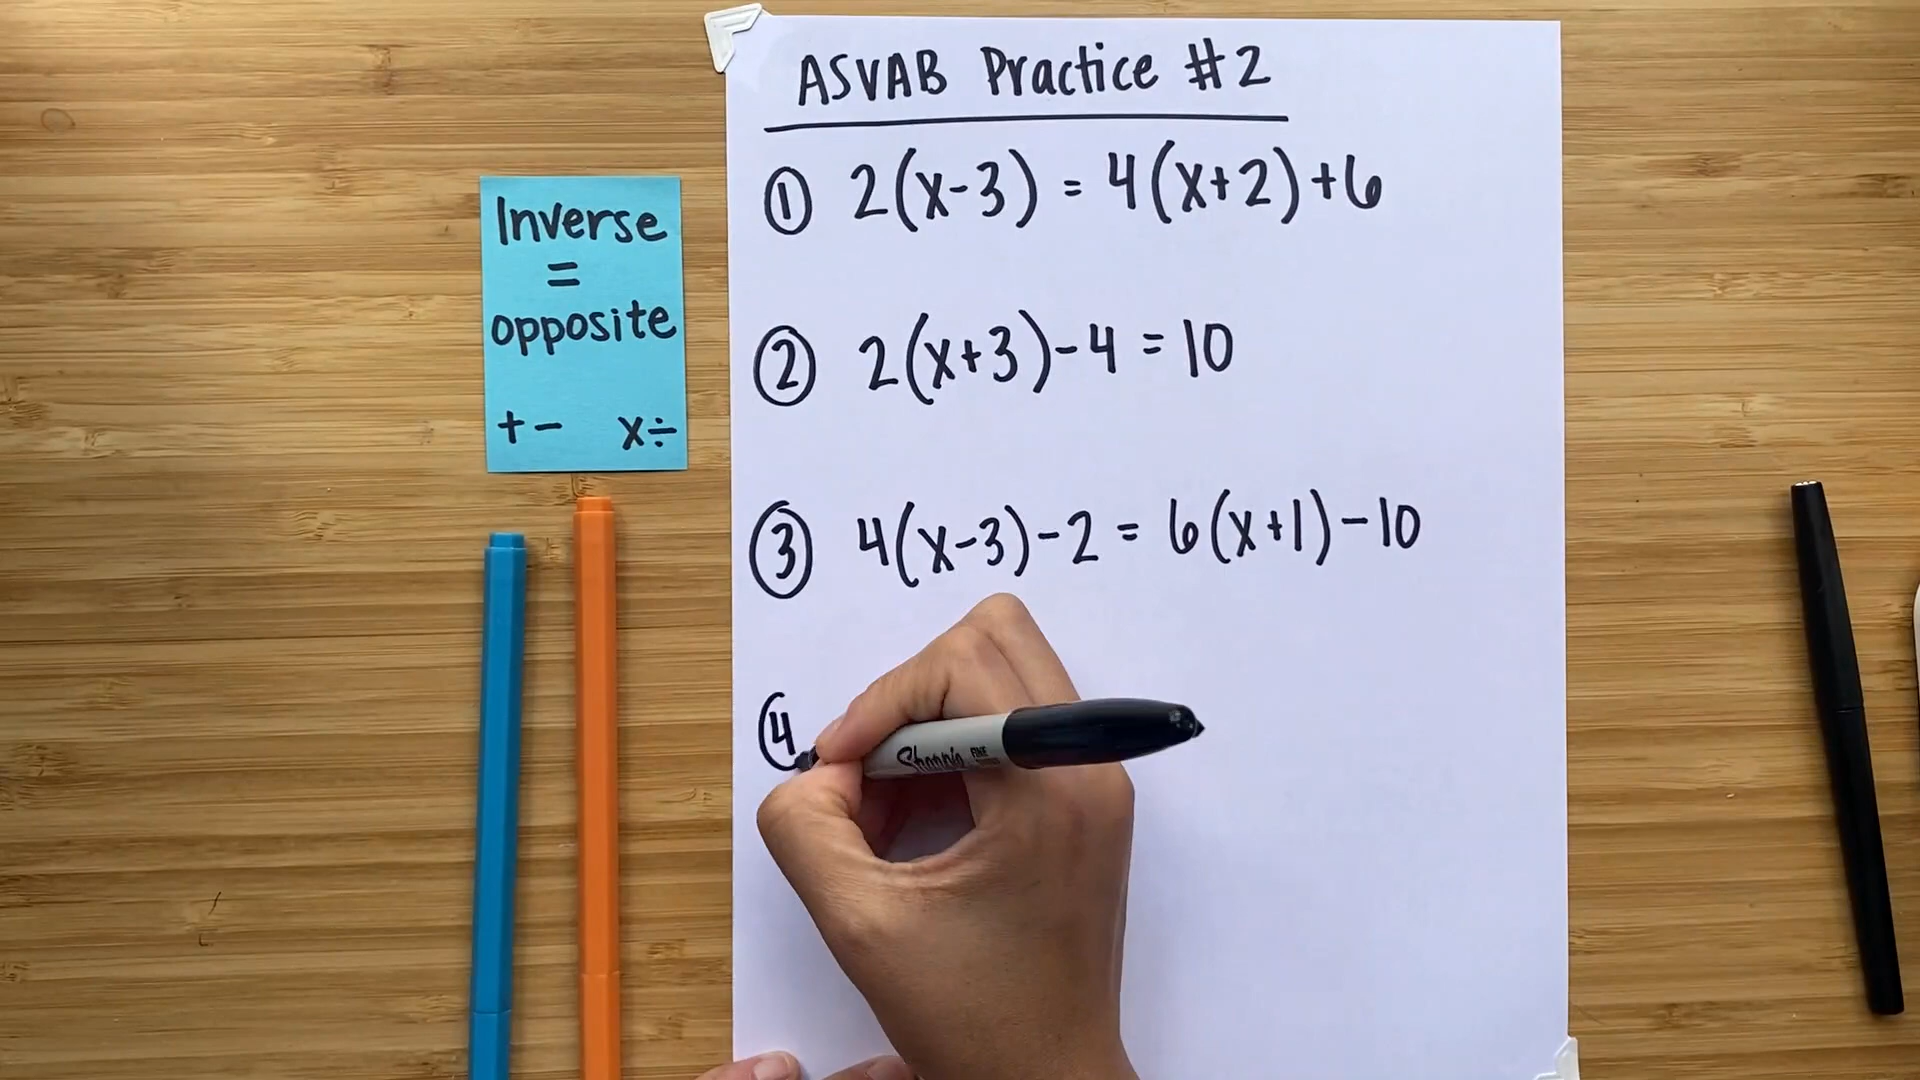 ASVAB Practice #2
① 2(x-3) = 4(x+2)+6
② 2(x+3)-4 = 10
③ 4(x-3)-2 = 6(x+1)-10
4
Inverse
=
opposite
+- x÷
Sharpie FINE